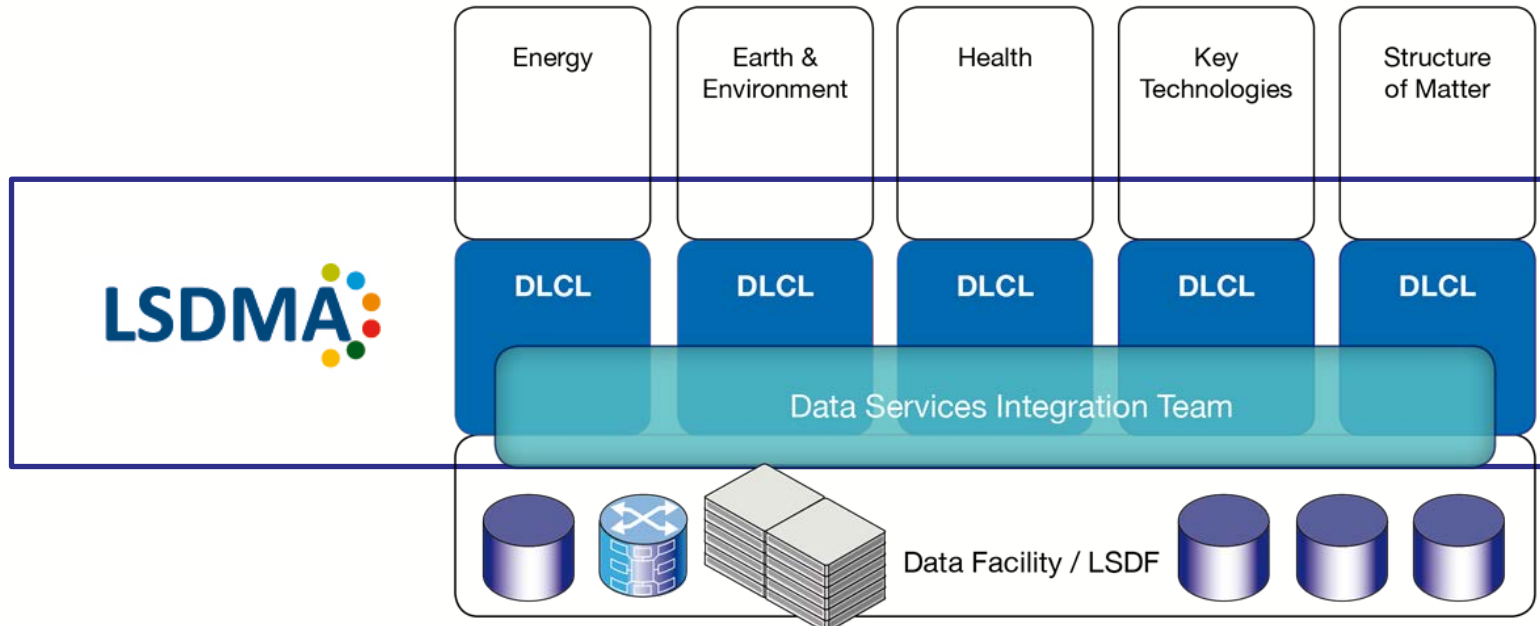 Energy
Earth &
Environment
Health
Key
Technologies
Structure
of Matter
LSDMA
DLCL
DLCL
DLCL
DLCL
DLCL
Data Services Integration Team
Data Facility / LSDF